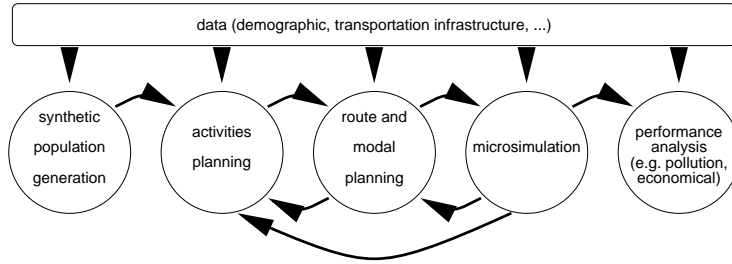 data (demographic, transportation infrastructure, ...)
synthetic
population
generation
activities
planning
route and
modal
planning
microsimulation
performance
analysis
(e.g. pollution,
economical)